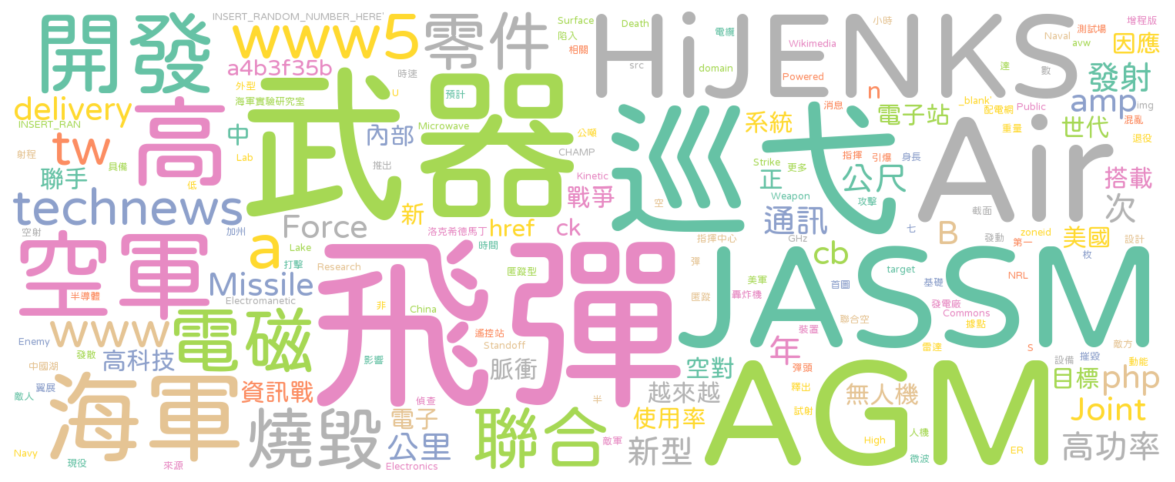 INSERT_RANDOM_NUMBER_HERE
開發
www5
零件
HiJENKS
Surface
Death
電纜
小時
測試場
增程版
陷入
相關
Wikimedia
Naval
avw
因應
a4b3f35b
時速
src
domain
Powered
達
數
外型
U
預計
n
發射
delivery
海軍實驗研究室
消息
電子站
_blank
配電網
Public
amp
img
INSERT_RAN
高
武器
巡弋
Air
重量
混亂
tw
中
內部
Microwave
公噸
系統
世代
退役
射程
具備
Lab
推出
CHAMP
指揮
引爆
身長
聯手
低
Strike
更多
正
公尺
攻擊
搭載
Kinetic
戰爭
Weapon
次
technews
新
空
通訊
B
截面
空射
加州
Force
洛克希德馬丁
href
ck
指揮中心
七
zoneid
美國
空軍
a
Lake
時間
GHz
發動
第一
設計
打擊
匿蹤型
cb
JASSM
飛彈
Research
彈
target
基礎
NRL
Missile
美軍
匿蹤
首圖
枚
半導體
Electromanetic
非
China
轟炸機
發電廠
Commons
www
電磁
遙控站
裝置
據點
Enemy
發散
Standoff
年
雷達
s
敵方
中國湖
高科技
影響
脈衝
空對
彈頭
設備
摧毀
動能
翼展
資訊戰
越來越
無人機
AGM
目標
php
敵人
海軍
偵查
半
釋出
燒毀
電子
聯合
使用率
試射
Joint
Navy
公里
敵軍
新型
High
人機
高功率
現役
來源
Electronics
微波
ER
聯合空